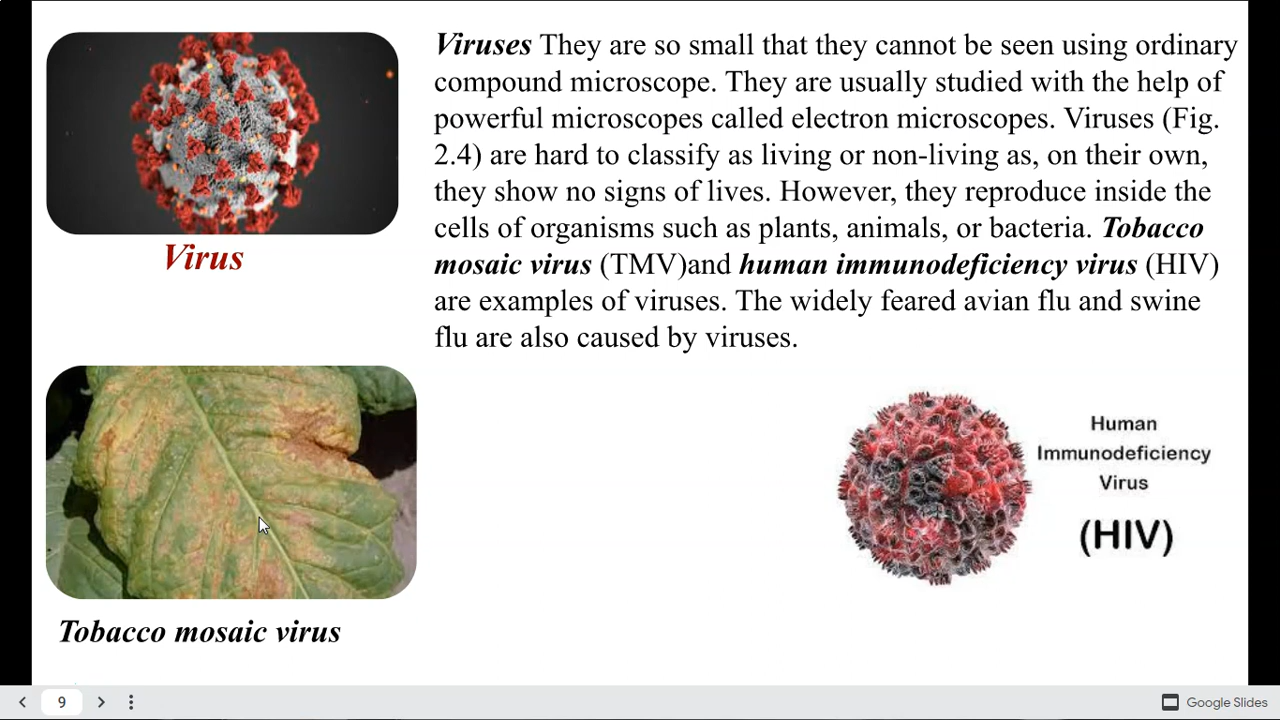 Viruses They are so small that they cannot be seen using ordinary
compound microscope. They are usually studied with the help of
powerful microscopes called electron microscopes. Viruses (Fig.
2.4) are hard to classify as living or non-living as, on their own,
they show no signs of lives. However, they reproduce inside the
cells of organisms such as plants, animals, or bacteria. Tobacco
mosaic virus (TMV)and human immunodeficiency virus (HIV)
are examples of viruses. The widely feared avian flu and swine
flu are also caused by viruses.
Virus
Human
Immunodeficiency
Virus
(HIV)
Tobacco mosaic virus
9
Google Slides